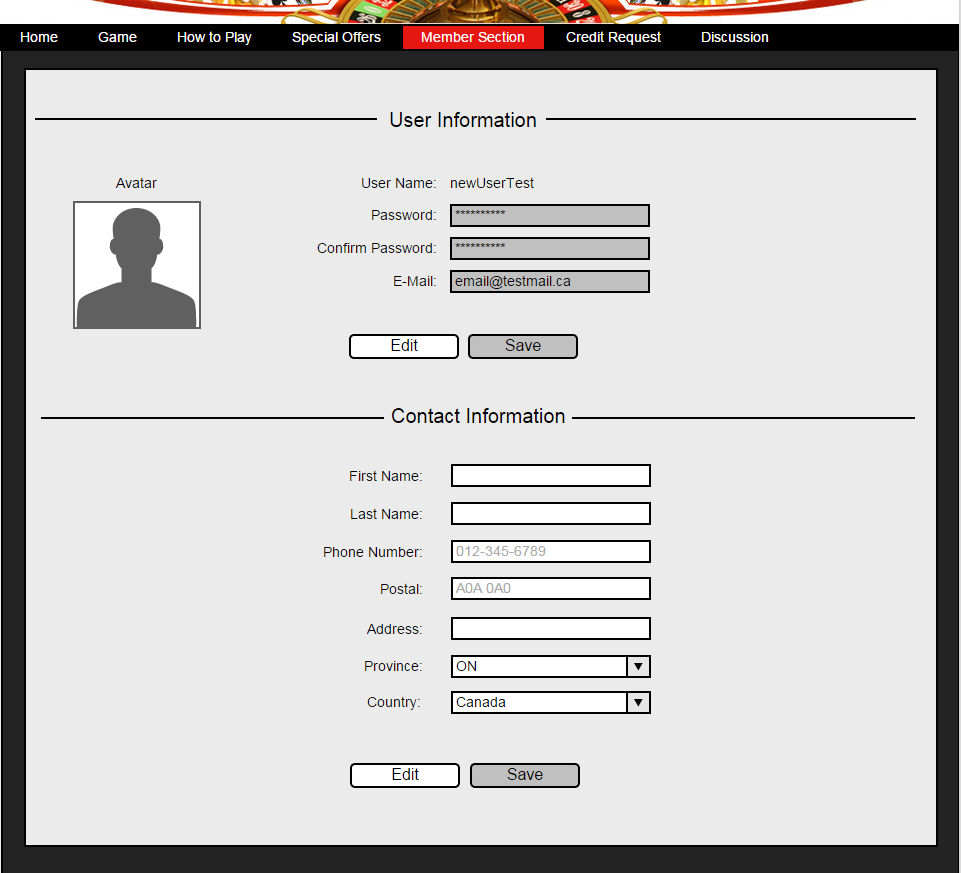 Home Game How to Play Special Offers Member Section Credit Request Discussion
User Information
Avatar
User Name: newUserTest
Password: **********
Confirm Password: **********
E-Mail: email@testmail.ca
Edit Save
Contact Information
First Name:
Last Name:
Phone Number: 012-345-6789
Postal: A0A 0A0
Address:
Province: ON
Country: Canada
Edit Save